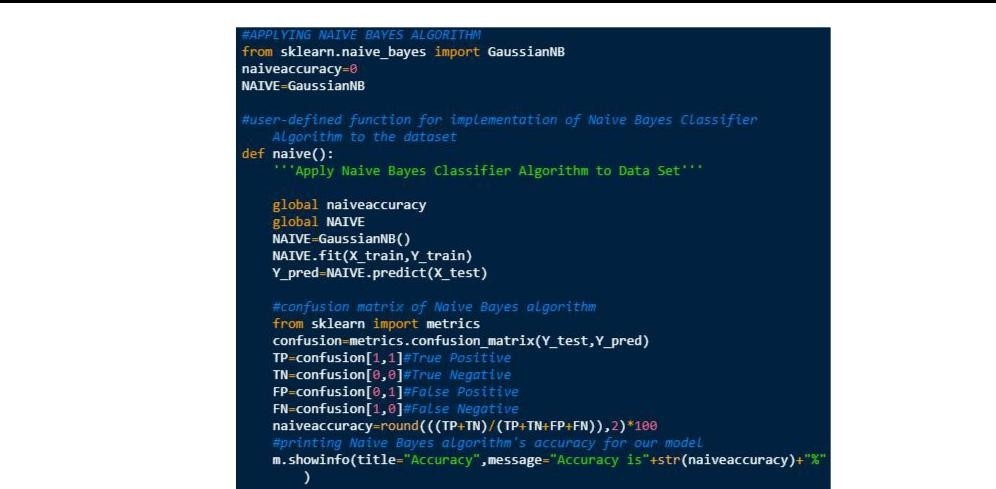 #APPLYING NAIVE BAYES ALGORITHM
from sklearn.naive_bayes import GaussianNB
naiveaccuracy=0
NAIVE=GaussianNB
#user-defined function for implementation of Naive Bayes Classifier
Algorithm to the dataset
def naive():
'''Apply Naive Bayes Classifier Algorithm to Data Set'''
global naiveaccuracy
global NAIVE
NAIVE=GaussianNB()
NAIVE.fit(X_train,Y_train)
Y_pred=NAIVE.predict(X_test)
#confusion matrix of Naive Bayes algorithm
from sklearn import metrics
confusion=metrics.confusion_matrix(Y_test,Y_pred)
TP=confusion[1,1]#True Positive
TN=confusion[0,0]#True Negative
FP=confusion[0,1]#False Positive
FN=confusion[1,0]#False Negative
naiveaccuracy=round(((TP+TN)/(TP+TN+FP+FN)),2)*100
#printing Naive Bayes algorithm's accuracy for our model
m.showinfo(title="Accuracy",message="Accuracy is"+str(naiveaccuracy)+"%"
)